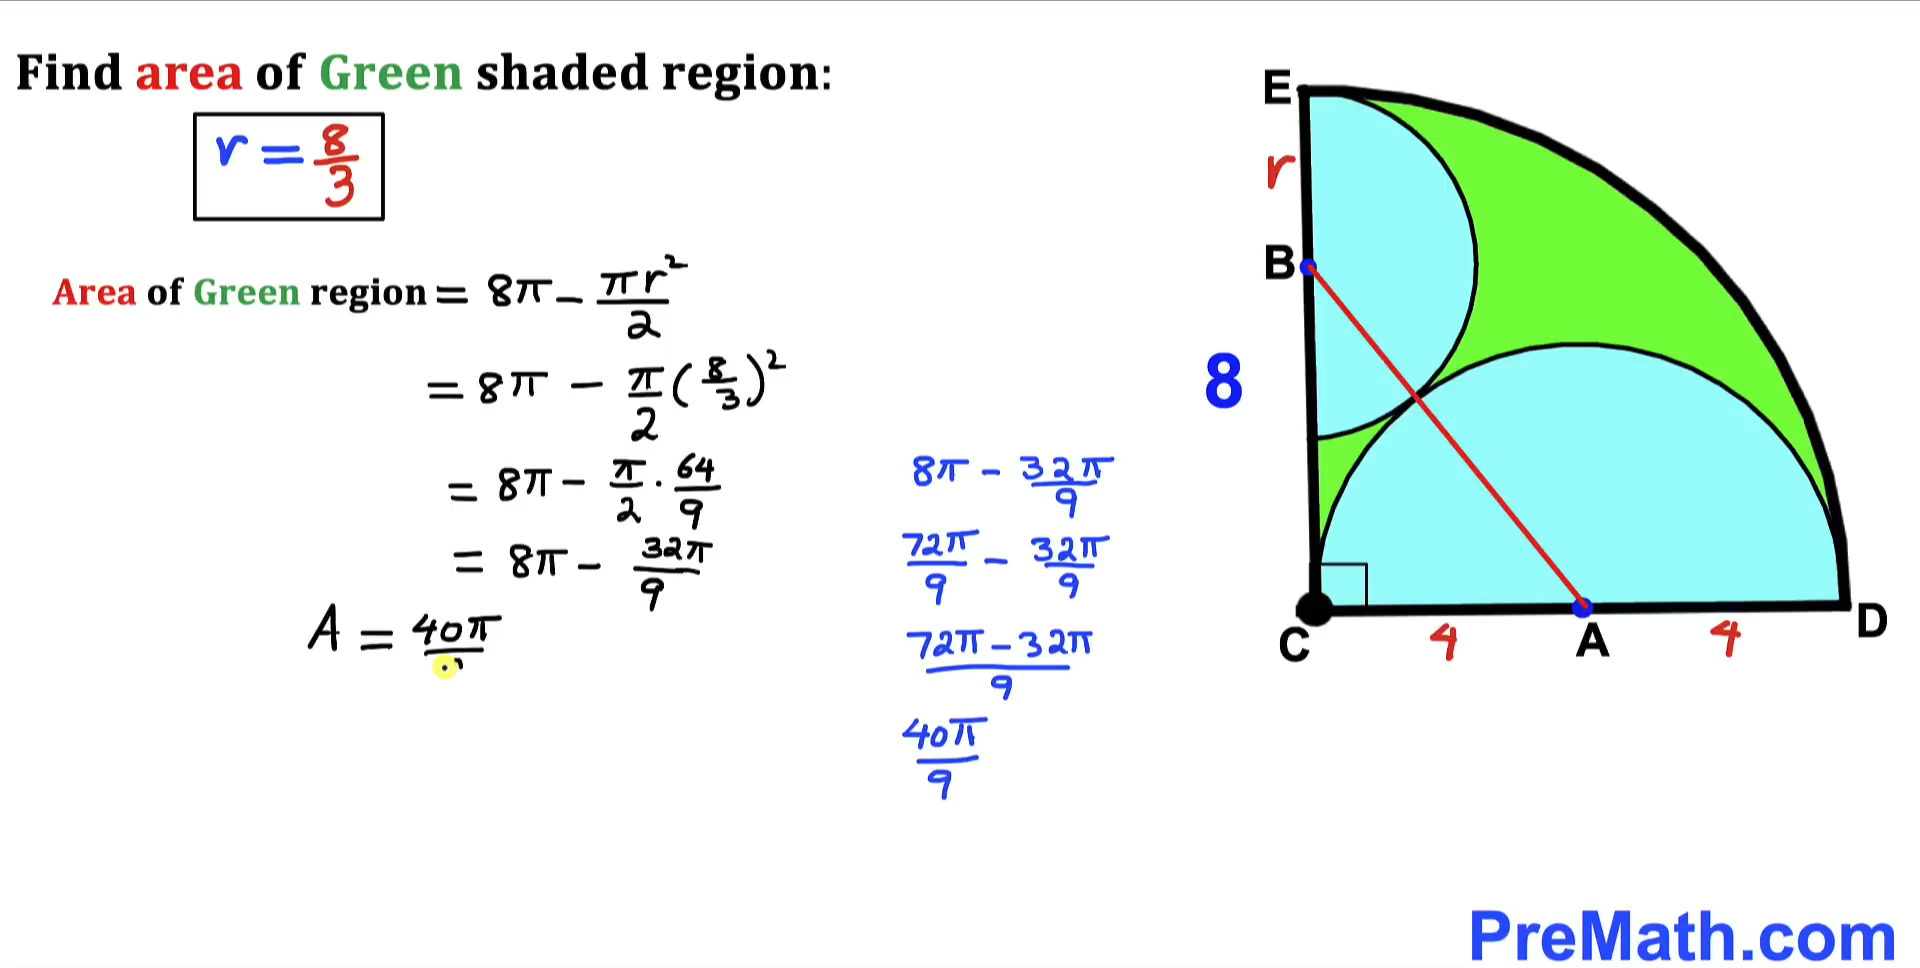 Find area of Green shaded region:
r = 8/3
Area of Green region = 8π - πr²/2
= 8π - π/2 (8/3)²
= 8π - π/2 · 64/9
= 8π - 32π/9
A = 40π
8π - 32π/9
72π/9 - 32π/9
72π - 32π/9
40π/9
E
r
B
8
C
4
A
4
D
PreMath.com